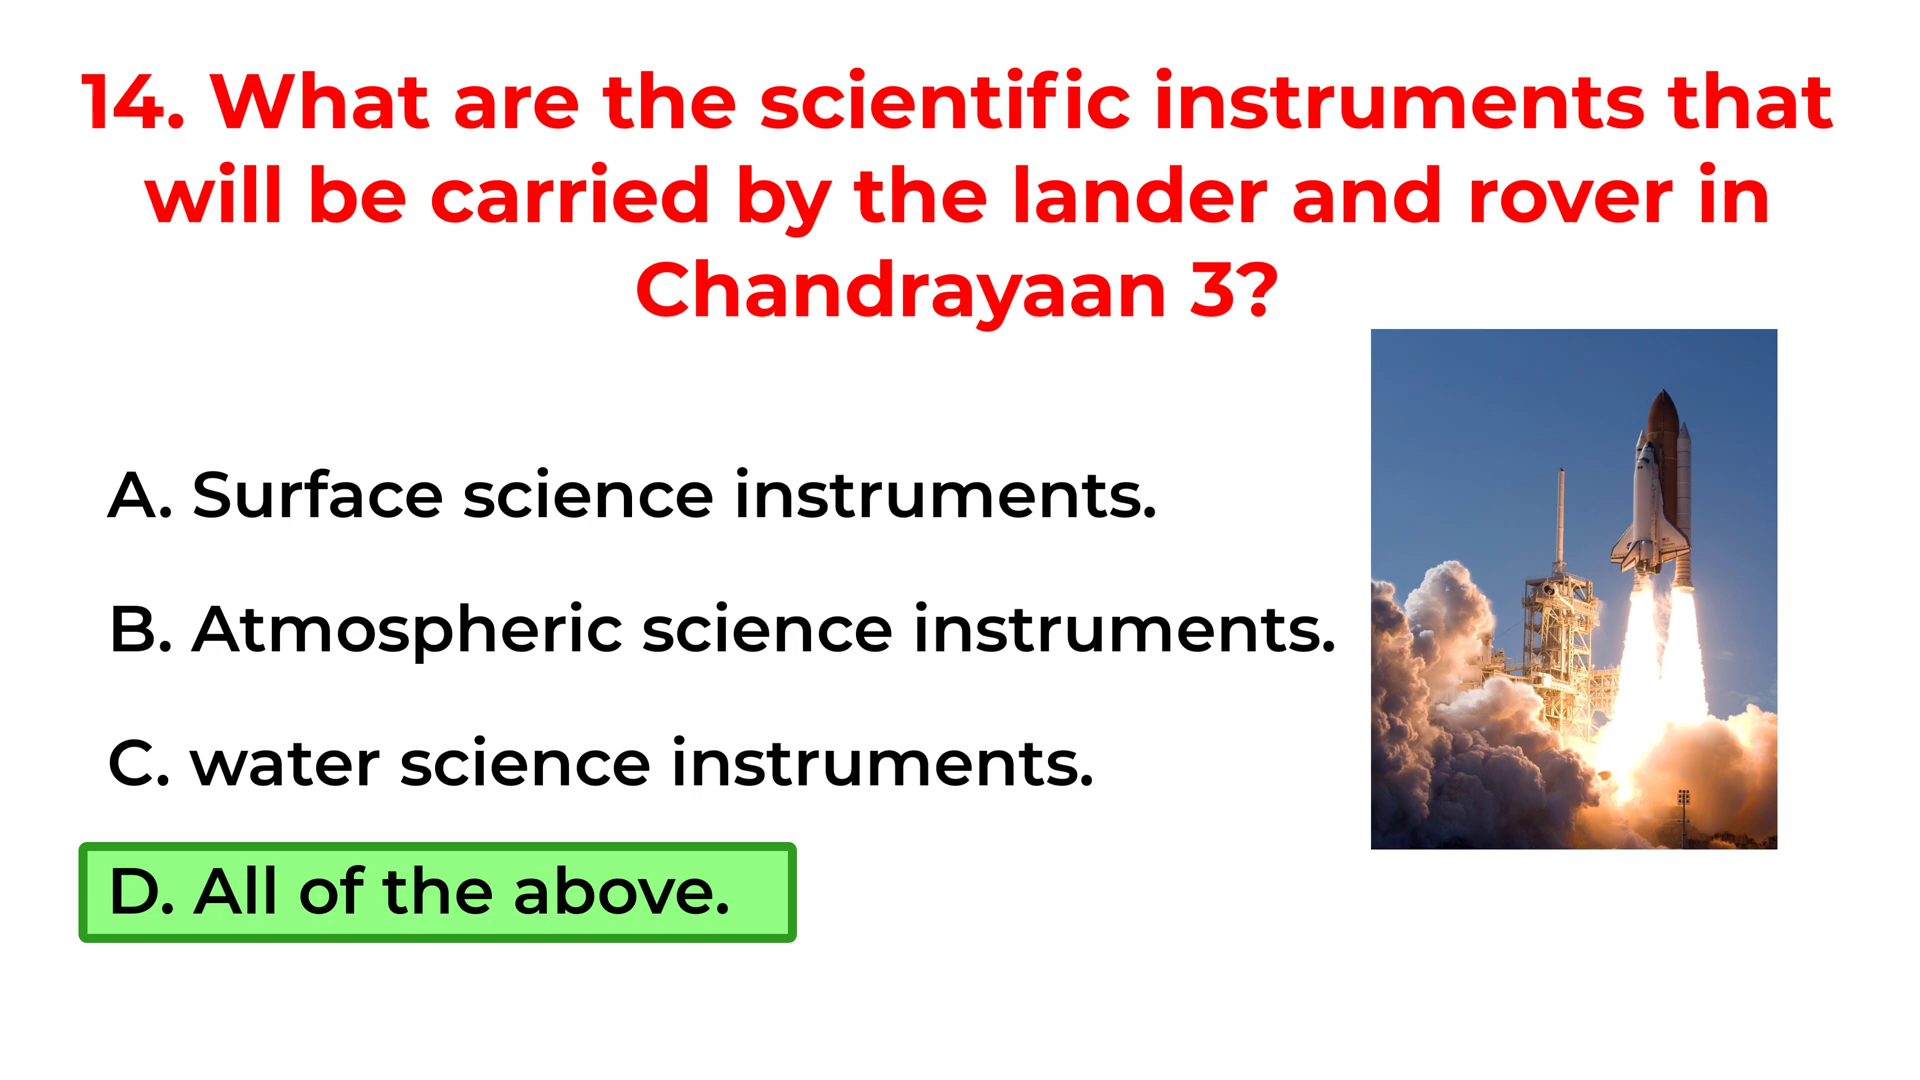 14. What are the scientific instruments that
will be carried by the lander and rover in
Chandrayaan 3?
A. Surface science instruments.
B. Atmospheric science instruments.
C. water science instruments.
D. All of the above.